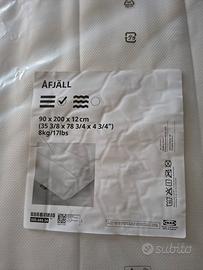 ÅFJÄLL
90 x 200 x 12 cm
(35 3/8 x 78 3/4 x 4 3/4")
8kg/17lbs
IKEA
subito